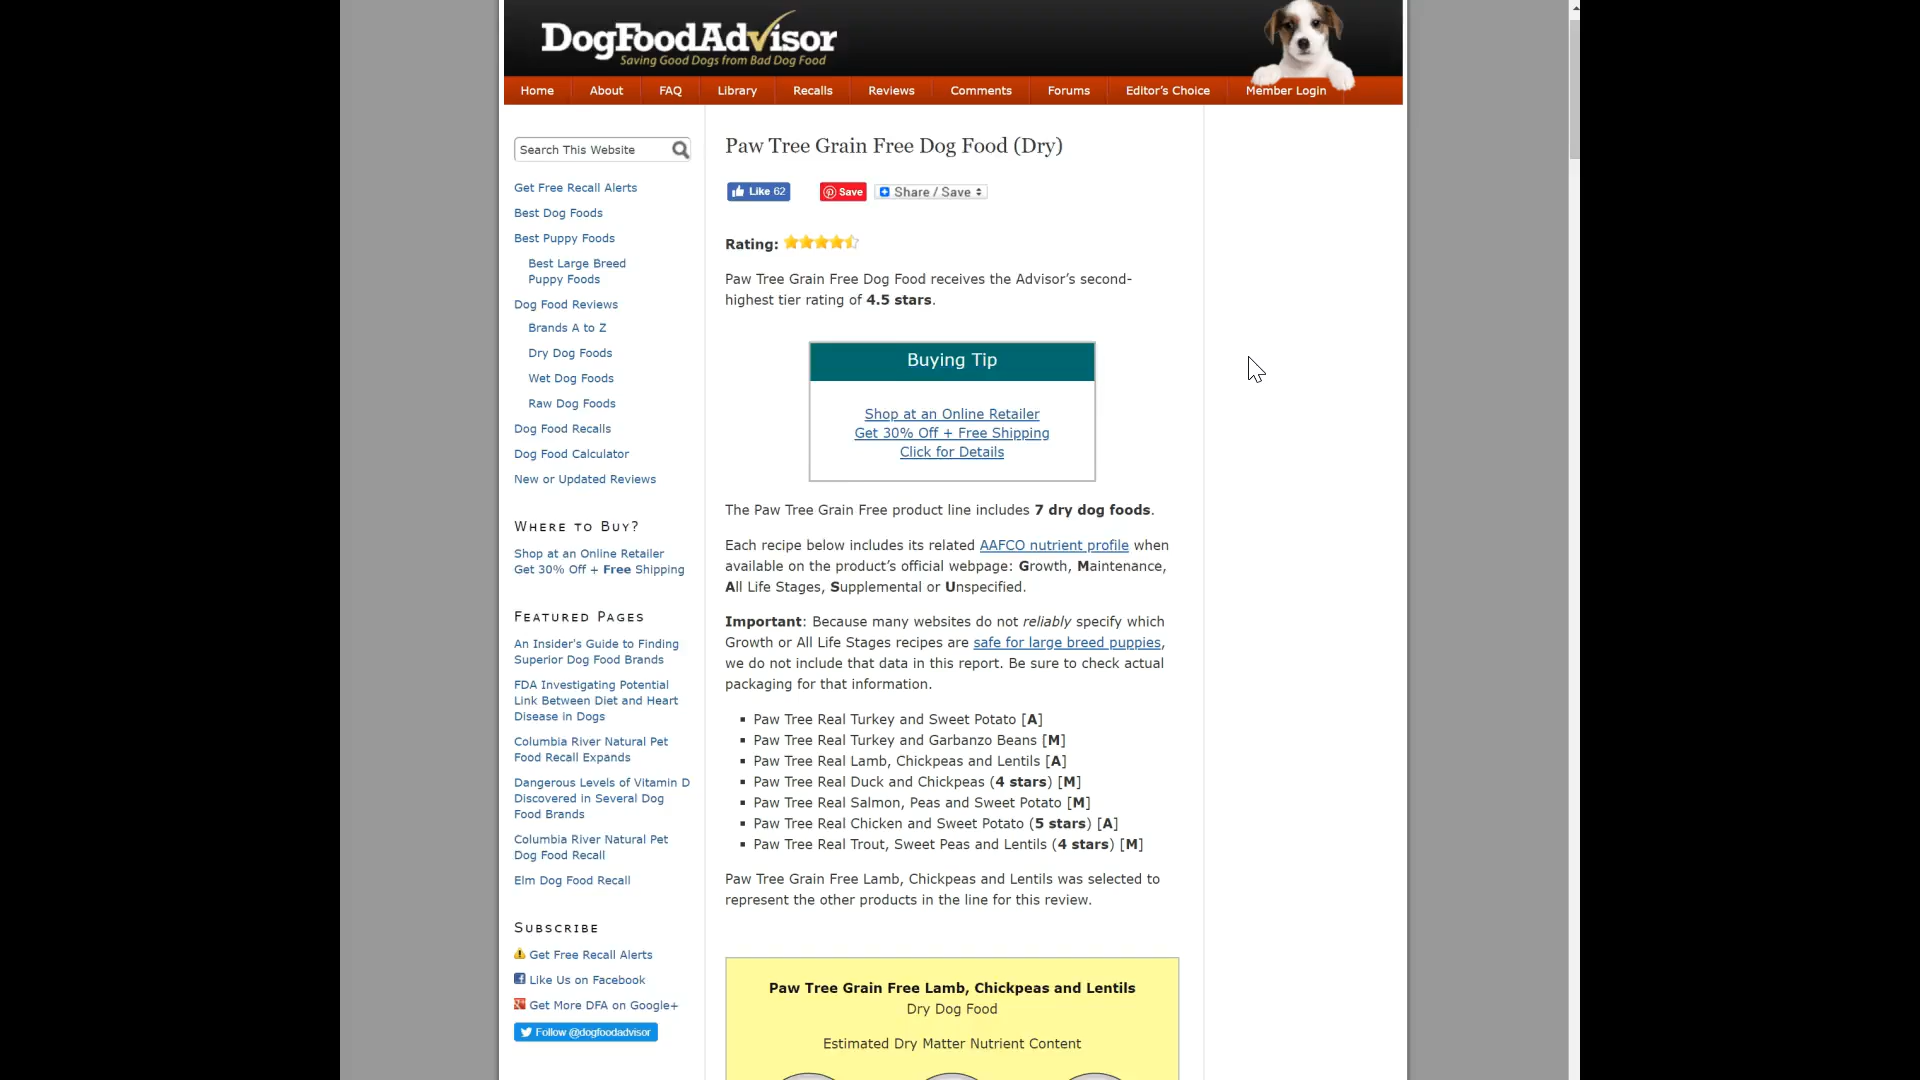 DogFoodAdvisor
Saving Good Dogs from Bad Dog Food
Home About FAQ Library Recalls Reviews Comments Forums Editor's Choice Member Login
Search This Website
Get Free Recall Alerts
Best Dog Foods
Best Puppy Foods
Best Large Breed
Puppy Foods
Dog Food Reviews
Brands A to Z
Dry Dog Foods
Wet Dog Foods
Raw Dog Foods
Dog Food Recalls
Dog Food Calculator
New or Updated Reviews
Where to Buy?
Shop at an Online Retailer
Get 30% Off + Free Shipping
Featured Pages
An Insider's Guide to Finding
Superior Dog Food Brands
FDA Investigating Potential
Link Between Diet and Heart
Disease in Dogs
Columbia River Natural Pet
Food Recall Expands
Dangerous Levels of Vitamin D
Discovered in Several Dog
Food Brands
Columbia River Natural Pet
Dog Food Recall
Elm Dog Food Recall
Subscribe
Get Free Recall Alerts
Like Us on Facebook
Get More DFA on Google+
Follow @dogfoodadvisor
Paw Tree Grain Free Dog Food (Dry)
Like 62 Save Share / Save
Rating:
Paw Tree Grain Free Dog Food receives the Advisor's second-
highest tier rating of 4.5 stars.
Buying Tip
Shop at an Online Retailer
Get 30% Off + Free Shipping
Click for Details
The Paw Tree Grain Free product line includes 7 dry dog foods.
Each recipe below includes its related AAFCO nutrient profile when
available on the product's official webpage: Growth, Maintenance,
All Life Stages, Supplemental or Unspecified.
Important: Because many websites do not reliably specify which
Growth or All Life Stages recipes are safe for large breed puppies,
we do not include that data in this report. Be sure to check actual
packaging for that information.
Paw Tree Real Turkey and Sweet Potato [A]
Paw Tree Real Turkey and Garbanzo Beans [M]
Paw Tree Real Lamb, Chickpeas and Lentils [A]
Paw Tree Real Duck and Chickpeas (4 stars) [M]
Paw Tree Real Salmon, Peas and Sweet Potato [M]
Paw Tree Real Chicken and Sweet Potato (5 stars) [A]
Paw Tree Real Trout, Sweet Peas and Lentils (4 stars) [M]
Paw Tree Grain Free Lamb, Chickpeas and Lentils was selected to
represent the other products in the line for this review.
Paw Tree Grain Free Lamb, Chickpeas and Lentils
Dry Dog Food
Estimated Dry Matter Nutrient Content